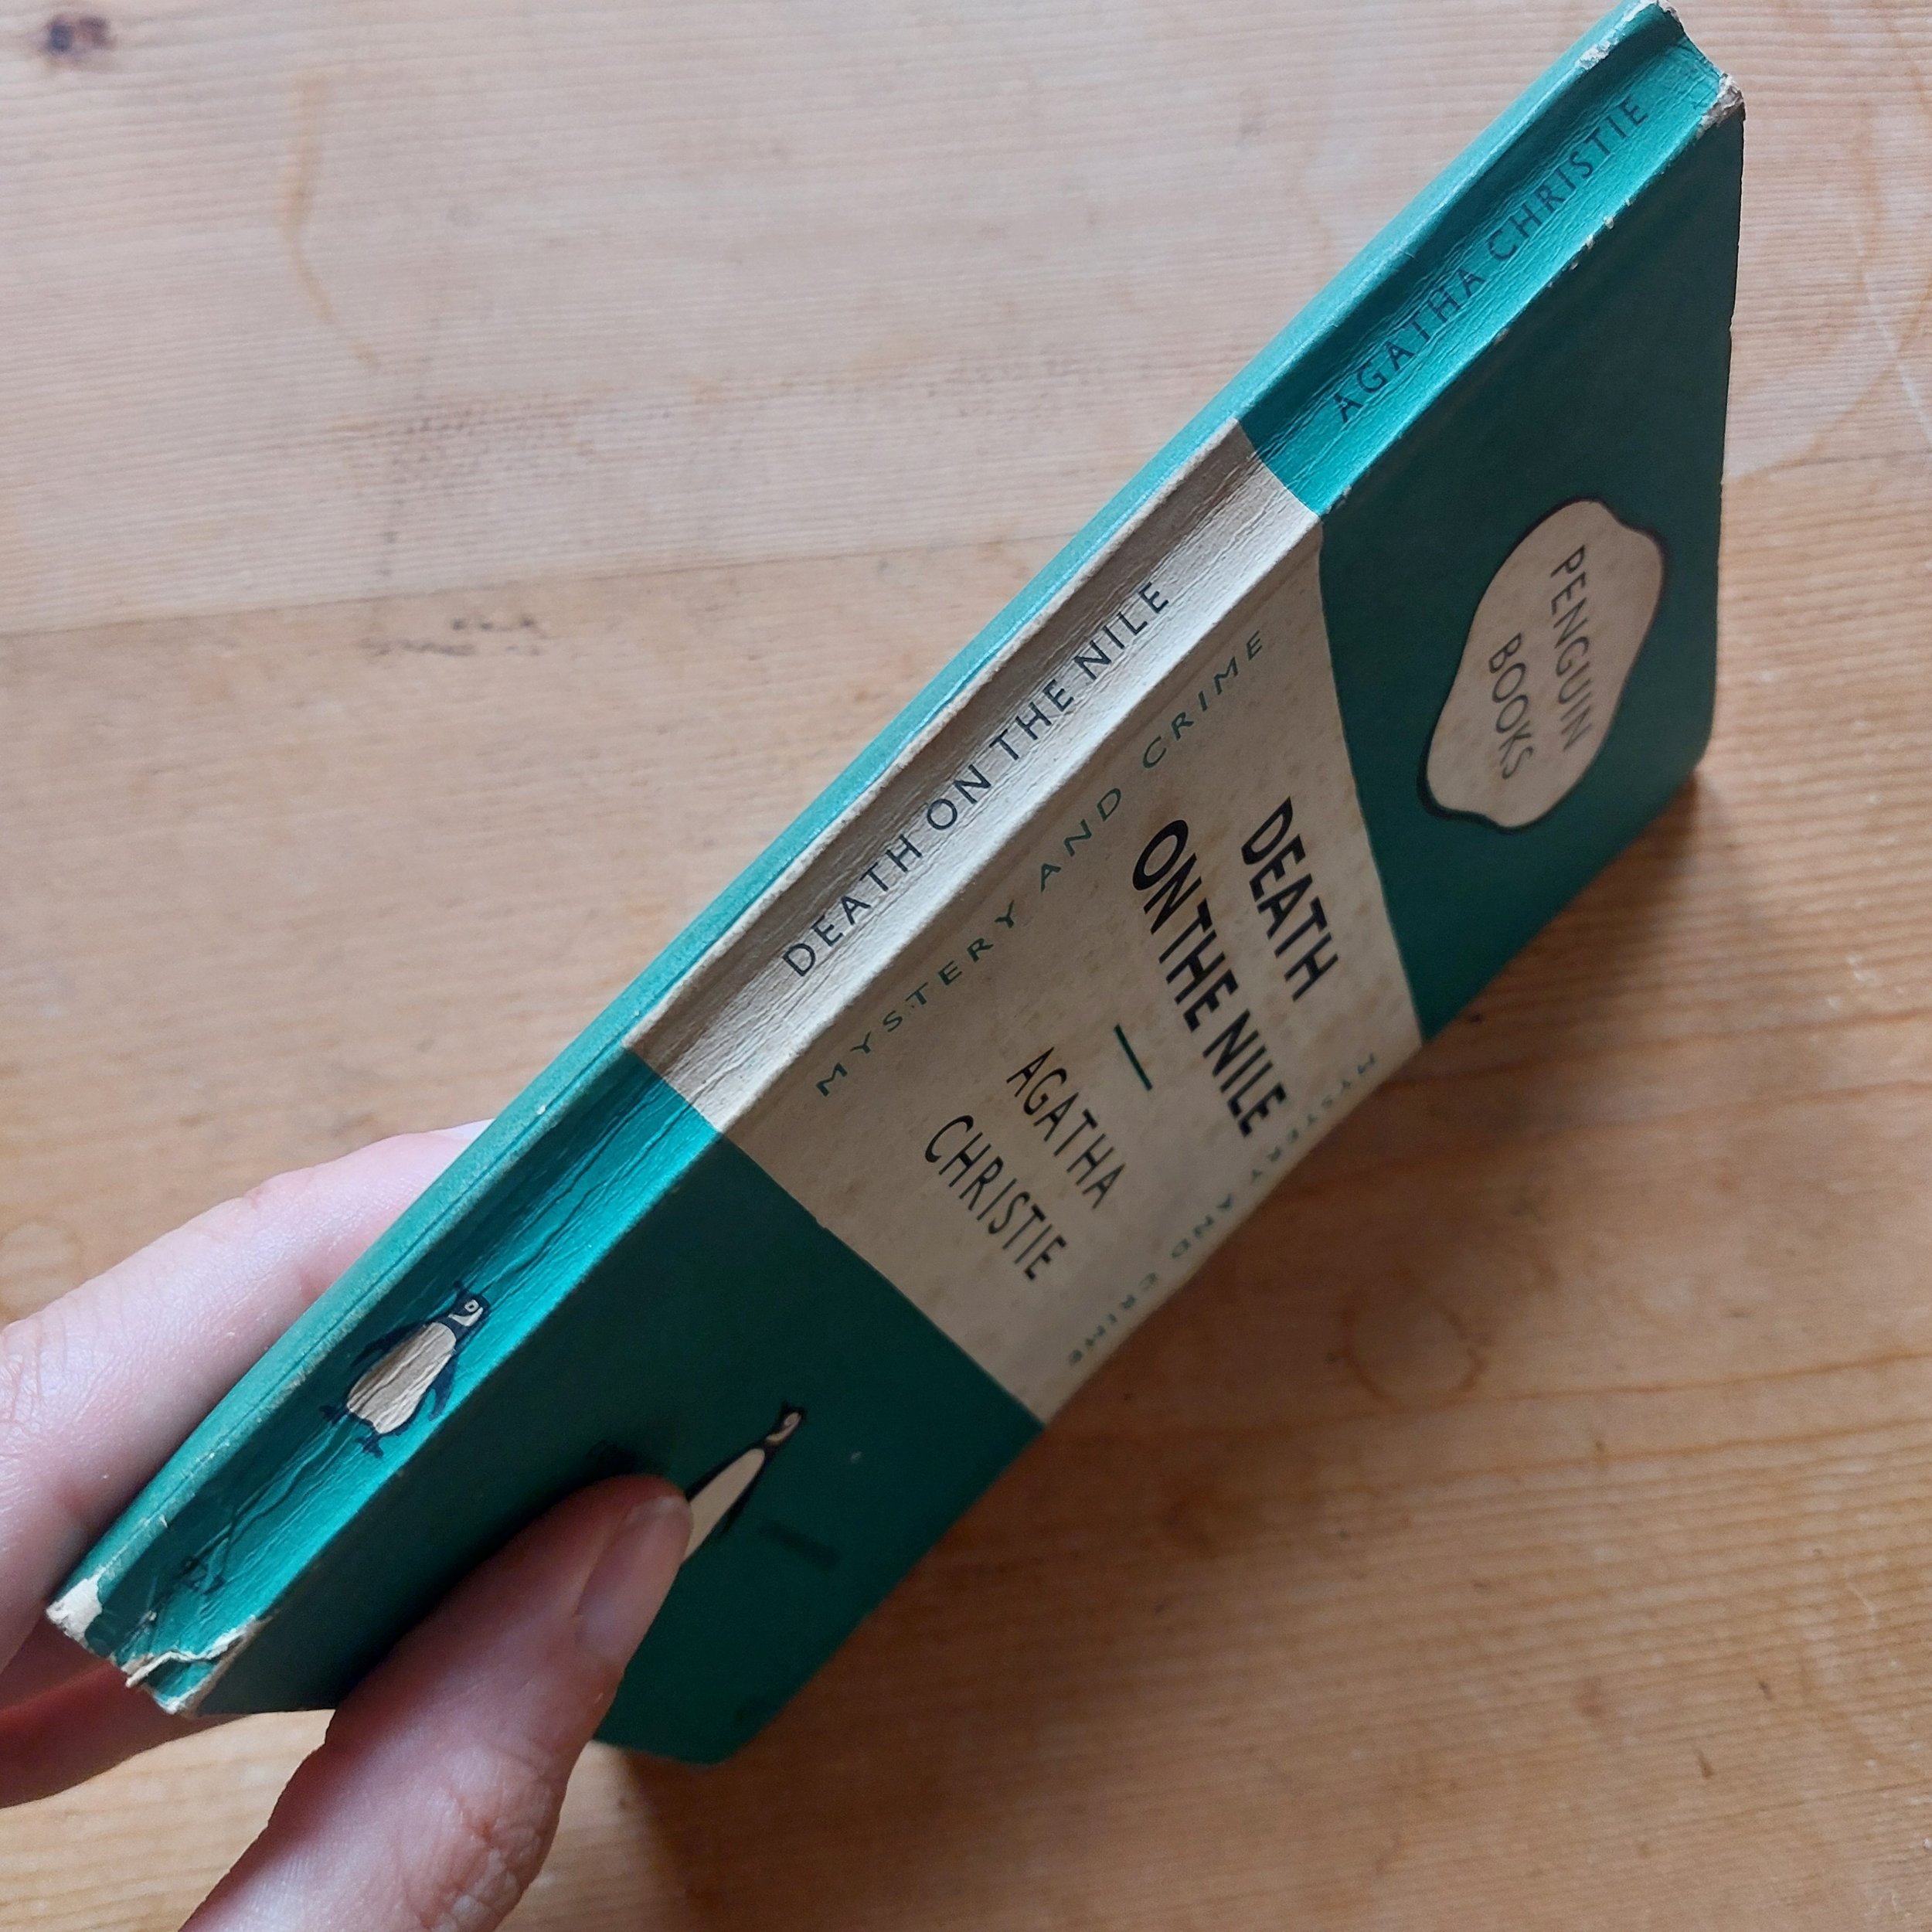 AGATHA CHRISTIE
DEATH ON THE NILE
PENGUIN
BOOKS
MYSTERY AND CRIME
DEATH
ON THE NILE
AGATHA
CHRISTIE
MYSTERY AND CRIME